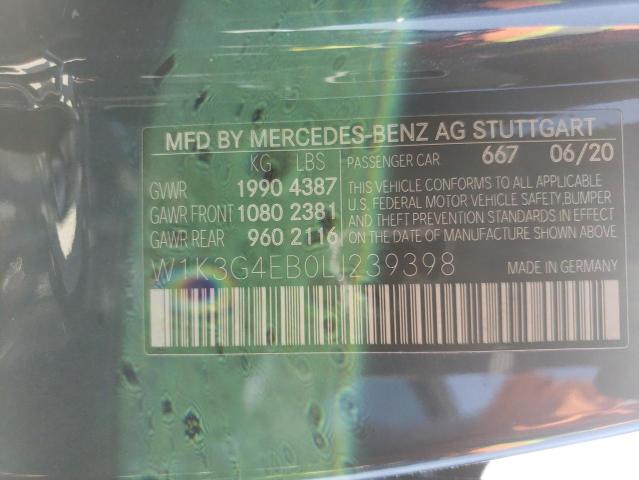 MFD BY MERCEDES-BENZ AG STUTTGART
KG LBS
GVWR 1990 4387
GAWR FRONT 1080 2381
GAWR REAR 960 2116
PASSENGER CAR 667 06/20
THIS VEHICLE CONFORMS TO ALL APPLICABLE
U.S. FEDERAL MOTOR VEHICLE SAFETY,BUMPER
AND THEFT PREVENTION STANDARDS IN EFFECT
ON THE DATE OF MANUFACTURE SHOWN ABOVE
W1K3G4EB0LJ239398
MADE IN GERMANY